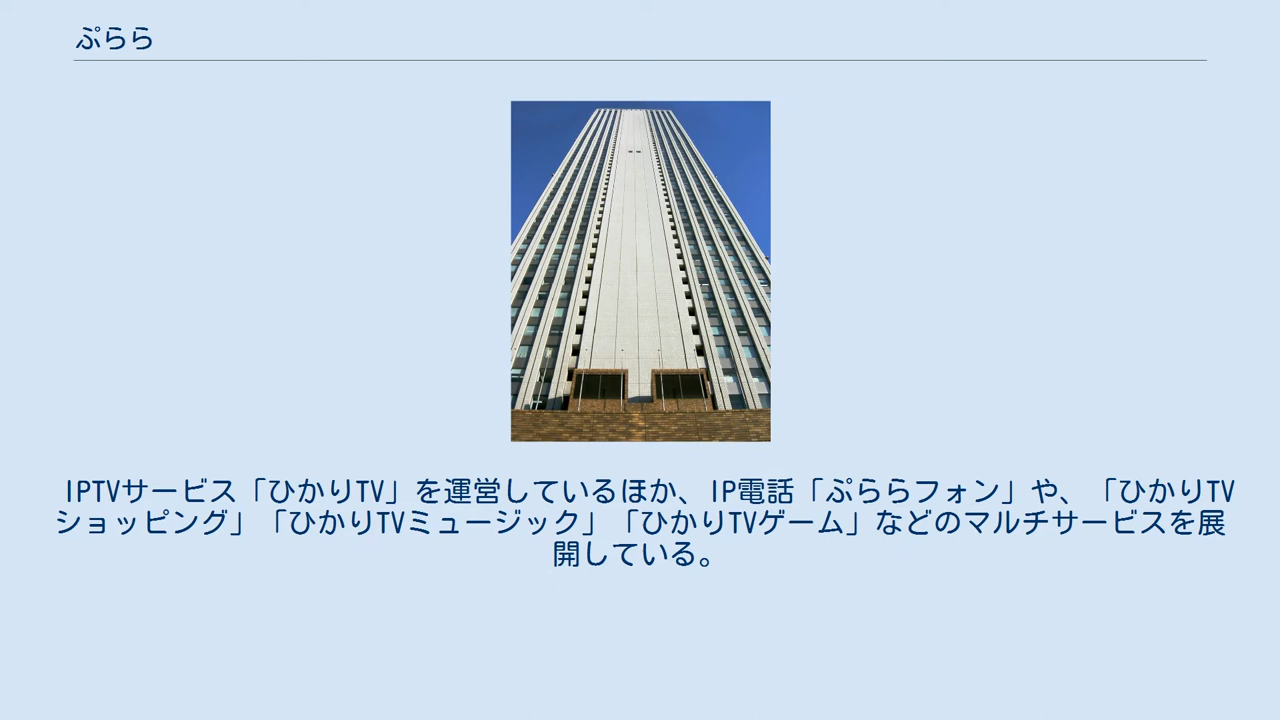 ぷらら
IPTVサービス「ひかりTV」を運営しているほか、IP電話「ぷららフォン」や、「ひかりTV
ショッピング」「ひかりTVミュージック」「ひかりTVゲーム」などのマルチサービスを展
開している。